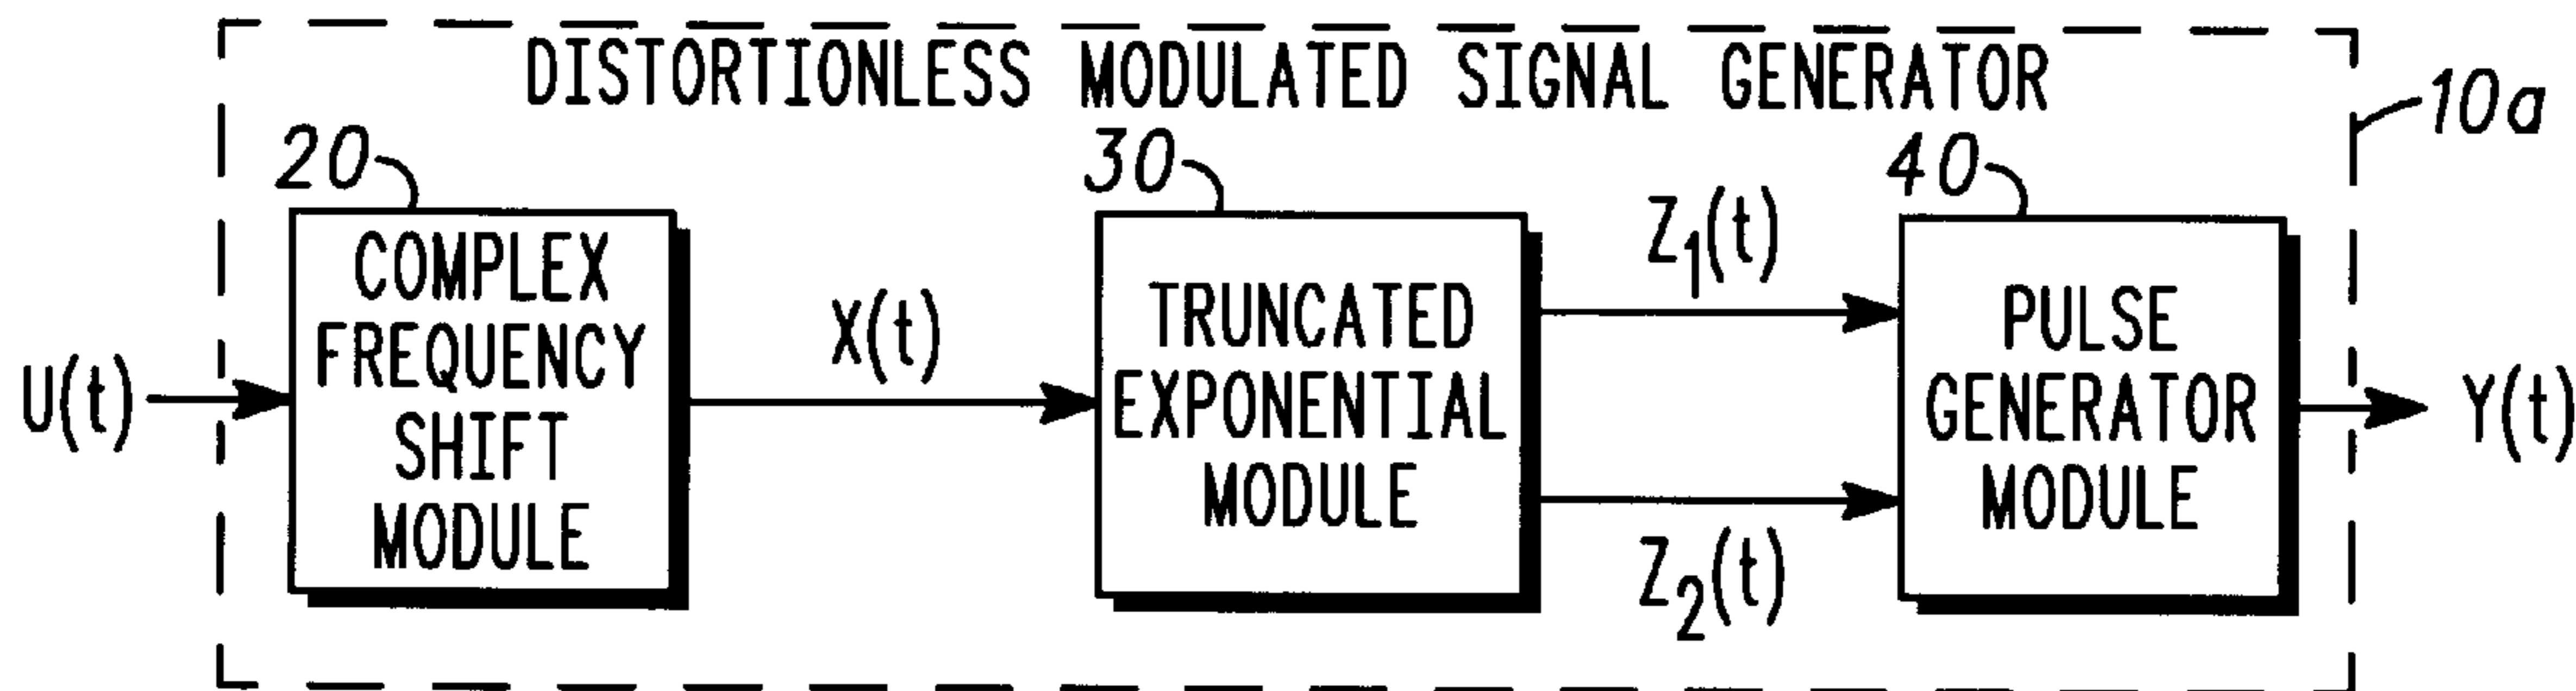 DISTORTIONLESS MODULATED SIGNAL GENERATOR
10a
20
30
40
U(t)
COMPLEX
FREQUENCY
SHIFT
MODULE
X(t)
TRUNCATED
EXPONENTIAL
MODULE
Z1(t)
Z2(t)
PULSE
GENERATOR
MODULE
Y(t)